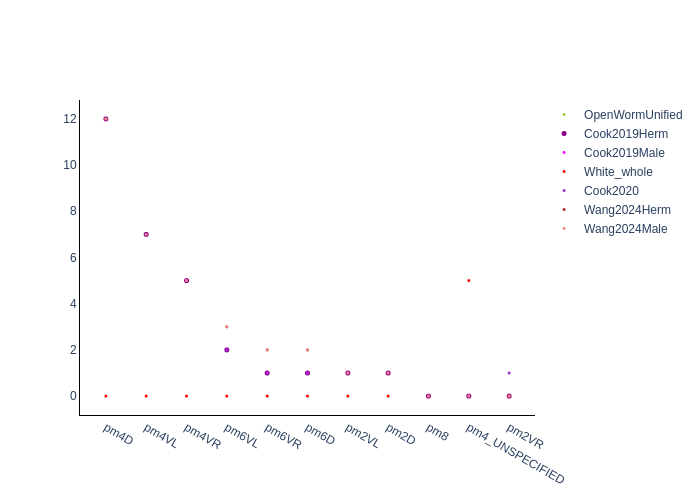 12
10
8
6
4
2
0
pm4D
pm4VL
pm4VR
pm6VL
pm6VR
pm6D
pm2VL
pm2D
pm8
pm4_UNSPECIFIED
pm2VR
OpenWormUnified
Cook2019Herm
Cook2019Male
White_whole
Cook2020
Wang2024Herm
Wang2024Male